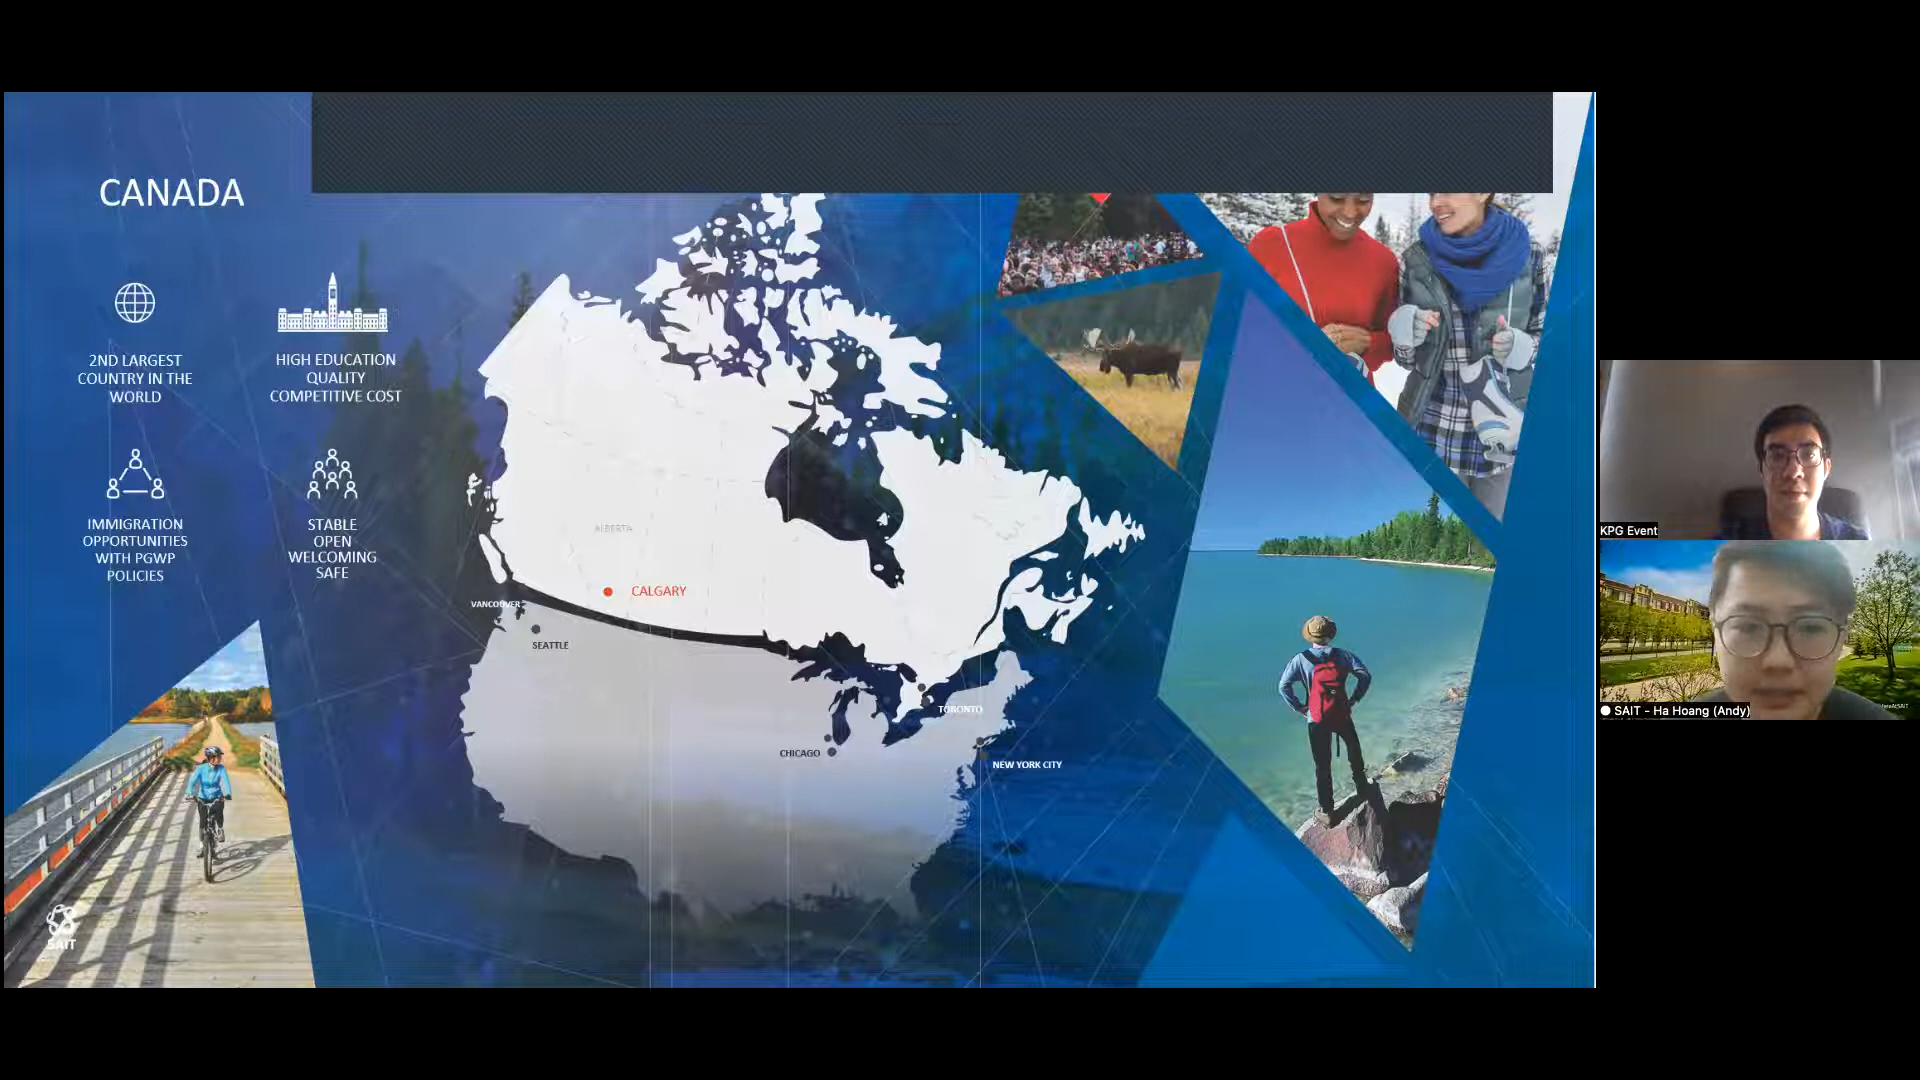 CANADA
2ND LARGEST
COUNTRY IN THE
WORLD
HIGH EDUCATION
QUALITY
COMPETITIVE COST
IMMIGRATION
OPPORTUNITIES
WITH PGWP
POLICIES
STABLE
OPEN
WELCOMING
SAFE
ALBERTA
CALGARY
VANCOUVER
SEATTLE
TORONTO
CHICAGO
NEW YORK CITY
SAIT
KPG Event
SAIT - Ha Hoang (Andy)